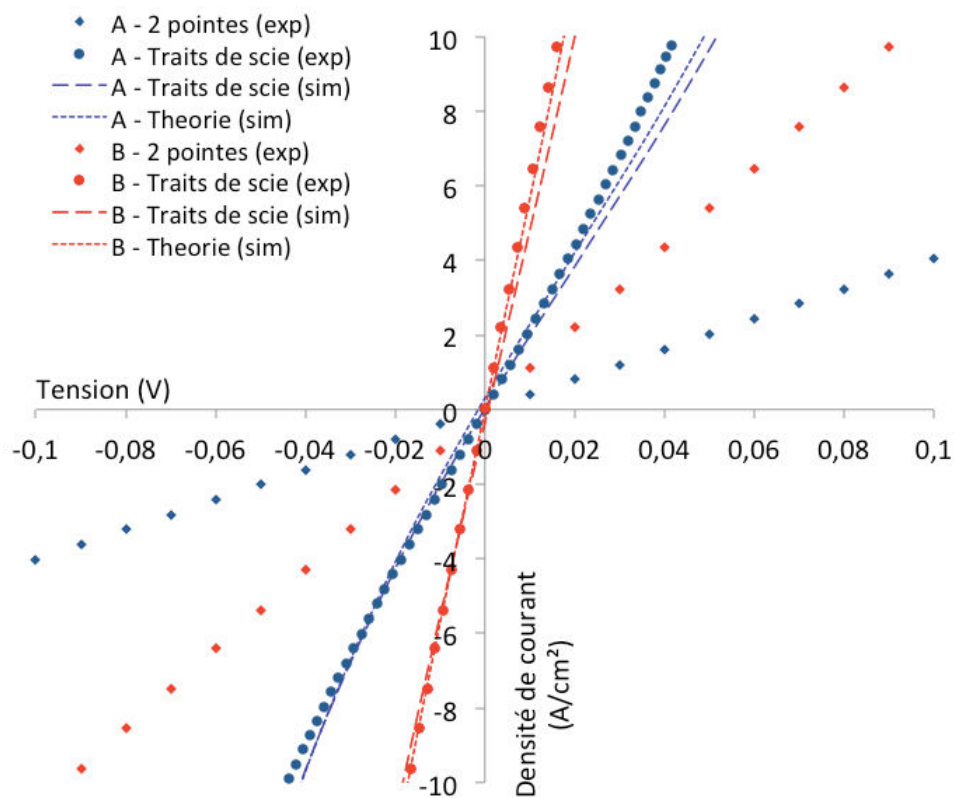 A - 2 pointes (exp)
A - Traits de scie (exp)
A - Traits de scie (sim)
A - Theorie (sim)
B - 2 pointes (exp)
B - Traits de scie (exp)
B - Traits de scie (sim)
B - Theorie (sim)
10
8
6
4
2
0
Tension (V)
-0,1
-0,08
-0,06
-0,04
-0,02
0
0,02
0,04
0,06
0,08
0,1
-2
-4
-6
-8
-10
Densité de courant
(A/cm²)